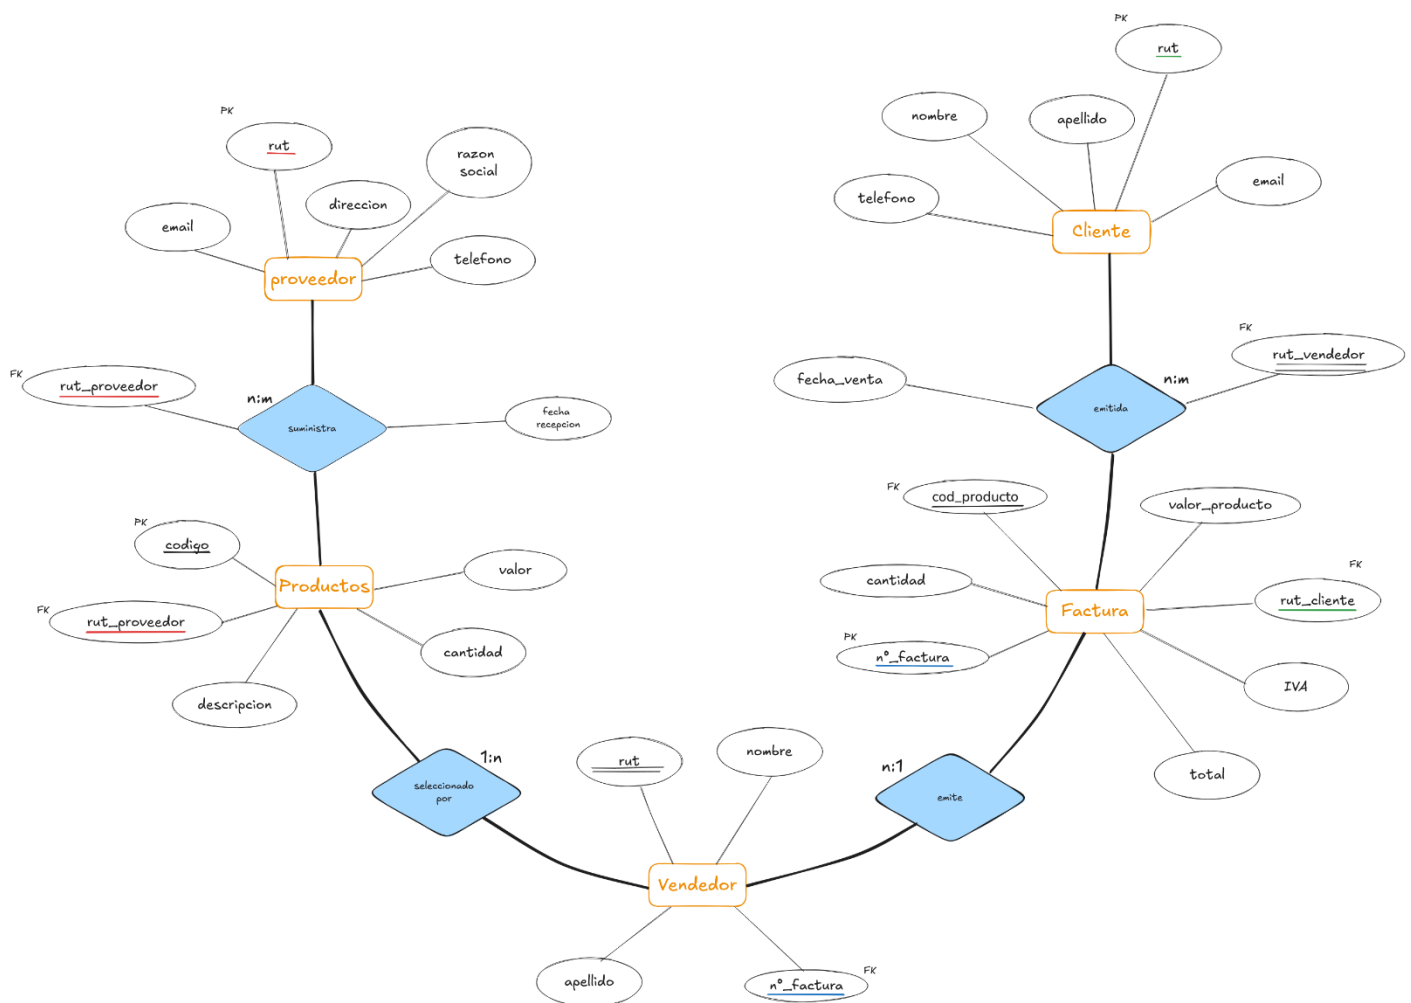 PK
rut
nombre
apellido
telefono
email
Cliente
PK
rut
razon
social
direccion
email
telefono
proveedor
FK
rut_proveedor
n:m
suministra
fecha
recepcion
FK
rut_vendedor
fecha_venta
n:m
emitida
PK
codigo
valor
Productos
FK
rut_proveedor
cantidad
descripcion
FK
cod_producto
valor_producto
cantidad
FK
rut_cliente
Factura
PK
n°_factura
IVA
total
1:n
seleccionado
por
rut
nombre
n:1
emite
Vendedor
apellido
n°_factura
FK